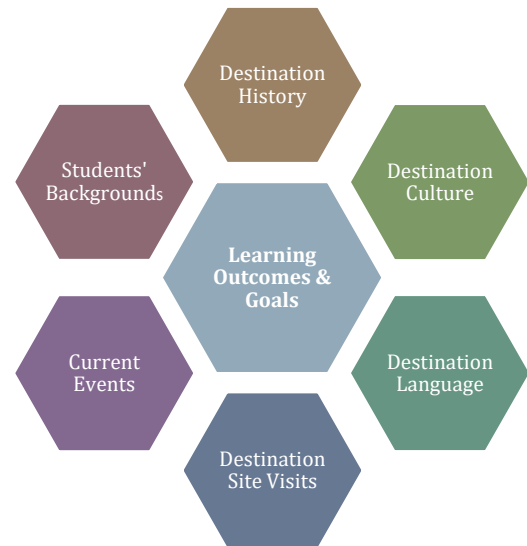 Destination
History
Students'
Backgrounds
Destination
Culture
Learning
Outcomes &
Goals
Current
Events
Destination
Language
Destination
Site Visits